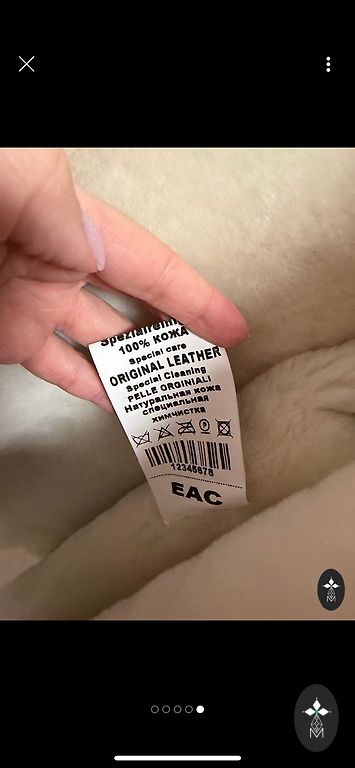 100% КОЖА
Special care
ORIGINAL LEATHER
Special Cleaning
PELLE ORGINIALI
Натуральная кожа
специальная
химчистка
P
12345678
EAC
M
M